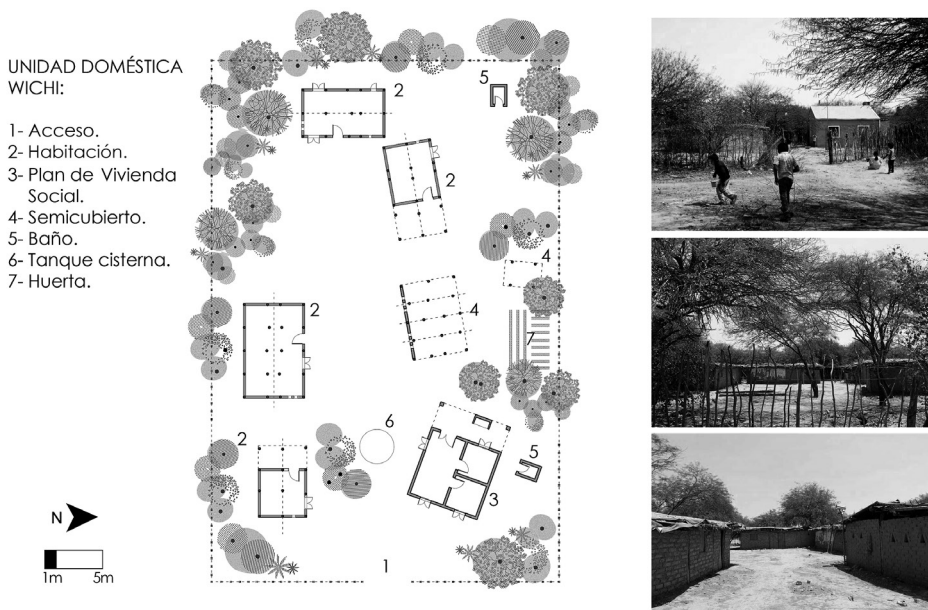 UNIDAD DOMÉSTICA
WICHI:
1- Acceso.
2- Habitación.
3- Plan de Vivienda
Social.
4- Semicubierto.
5- Baño.
6- Tanque cisterna.
7- Huerta.
2
5
2
4
2
4
7
6
2
5
3
1
N
1m 5m